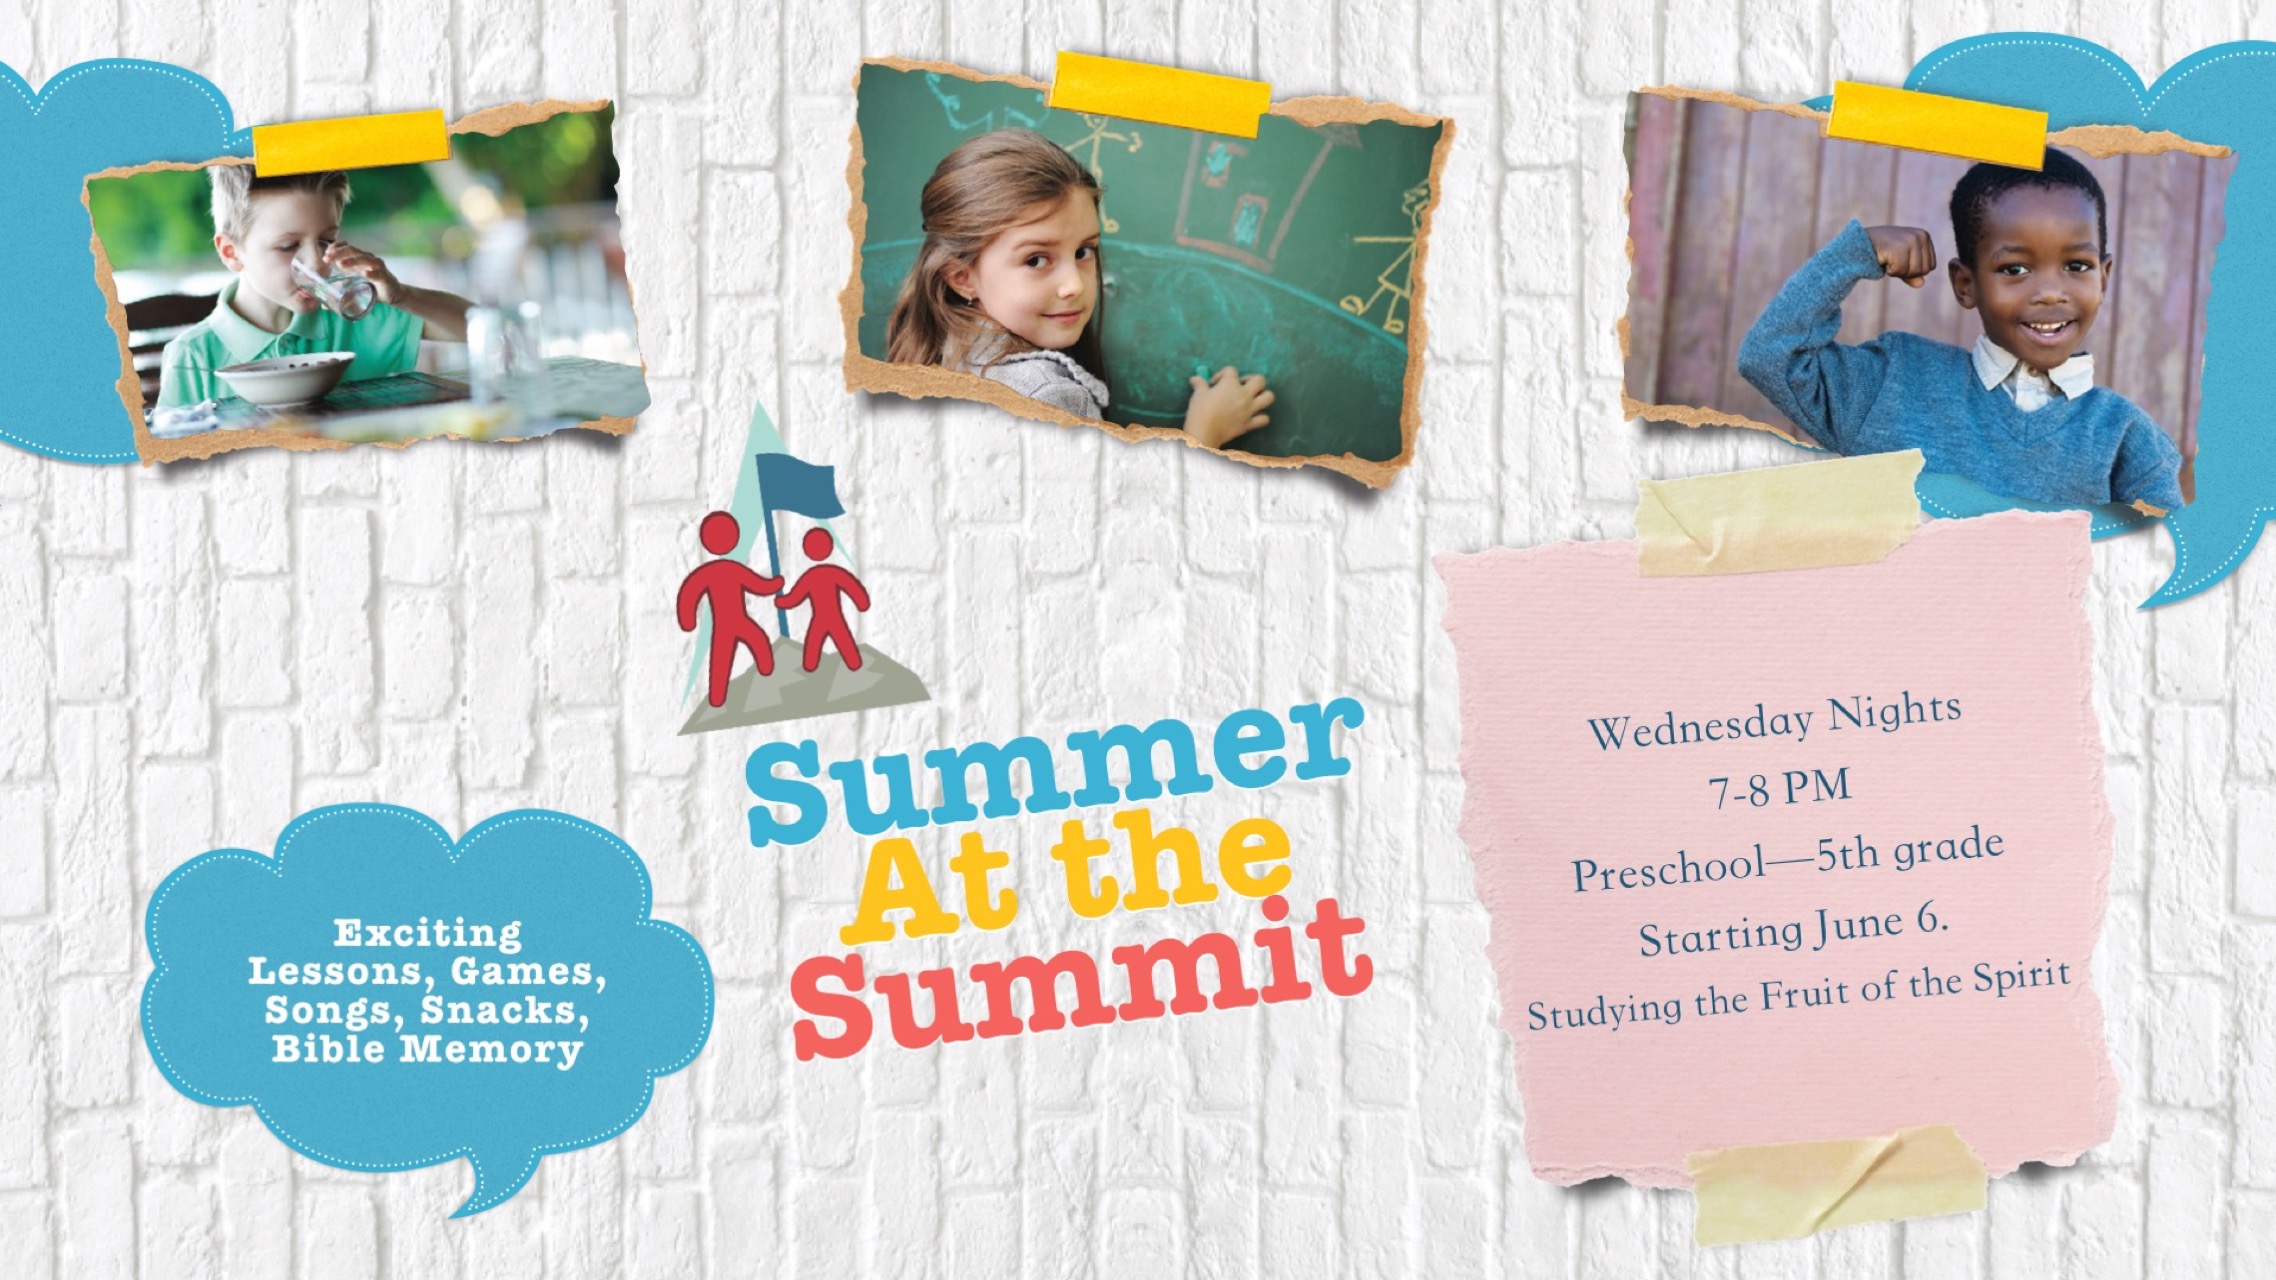 Summer
At the
Summit
Exciting
Lessons, Games,
Songs, Snacks,
Bible Memory
Wednesday Nights
7-8 PM
Preschool—5th grade
Starting June 6.
Studying the Fruit of the Spirit